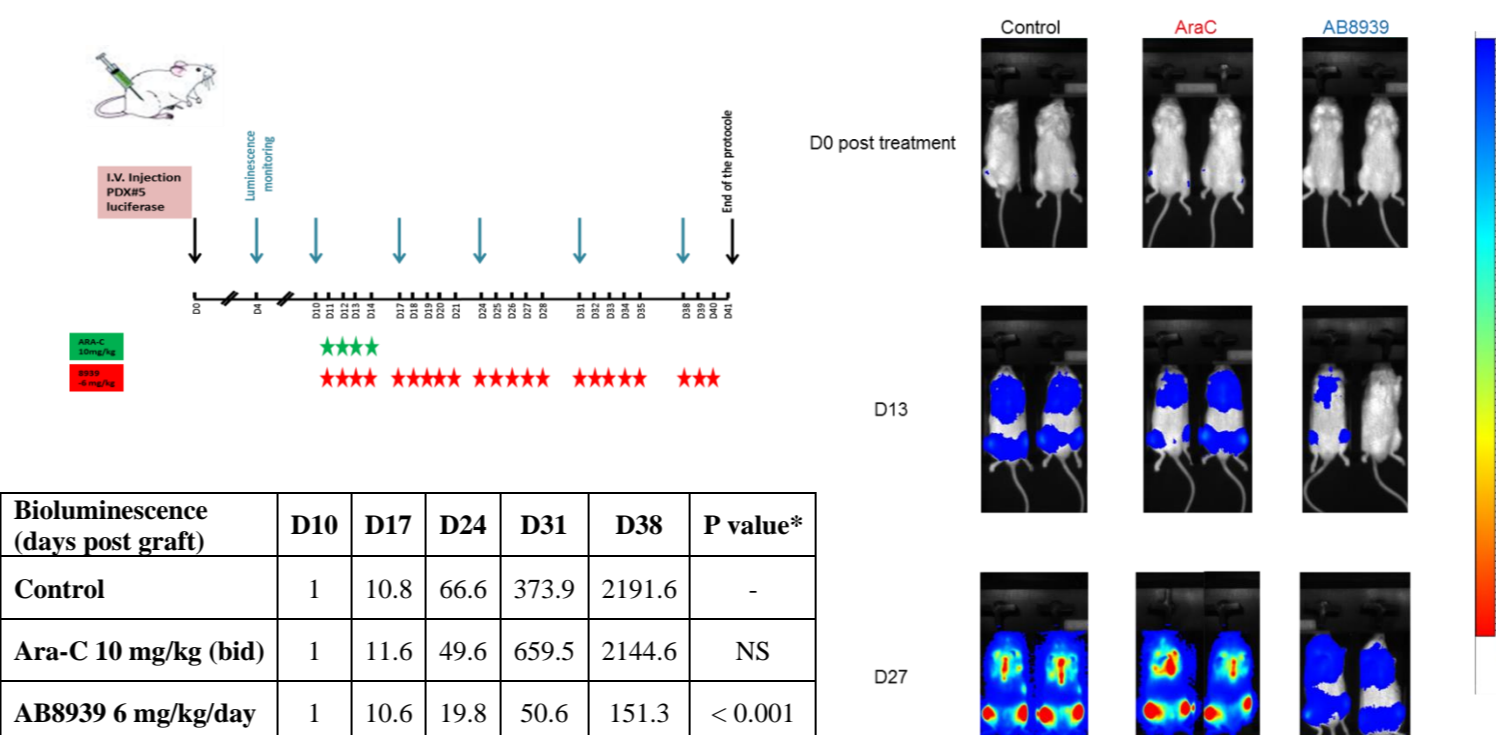 Luminescence
monitoring
I.V. Injection
PDX#5
luciferase
End of the protocole
D0
D4
D10
D11
D12
D13
D14
D17
D18
D19
D20
D21
D24
D25
D26
D27
D28
D31
D32
D33
D34
D35
D38
D39
D40
D41
ARA-C
10mg/kg
8939
-6 mg/kg
Bioluminescence
(days post graft) D10 D17 D24 D31 D38 P value*
Control 1 10.8 66.6 373.9 2191.6 -
Ara-C 10 mg/kg (bid) 1 11.6 49.6 659.5 2144.6 NS
AB8939 6 mg/kg/day 1 10.6 19.8 50.6 151.3 < 0.001
Control AraC AB8939
D0 post treatment
D13
D27